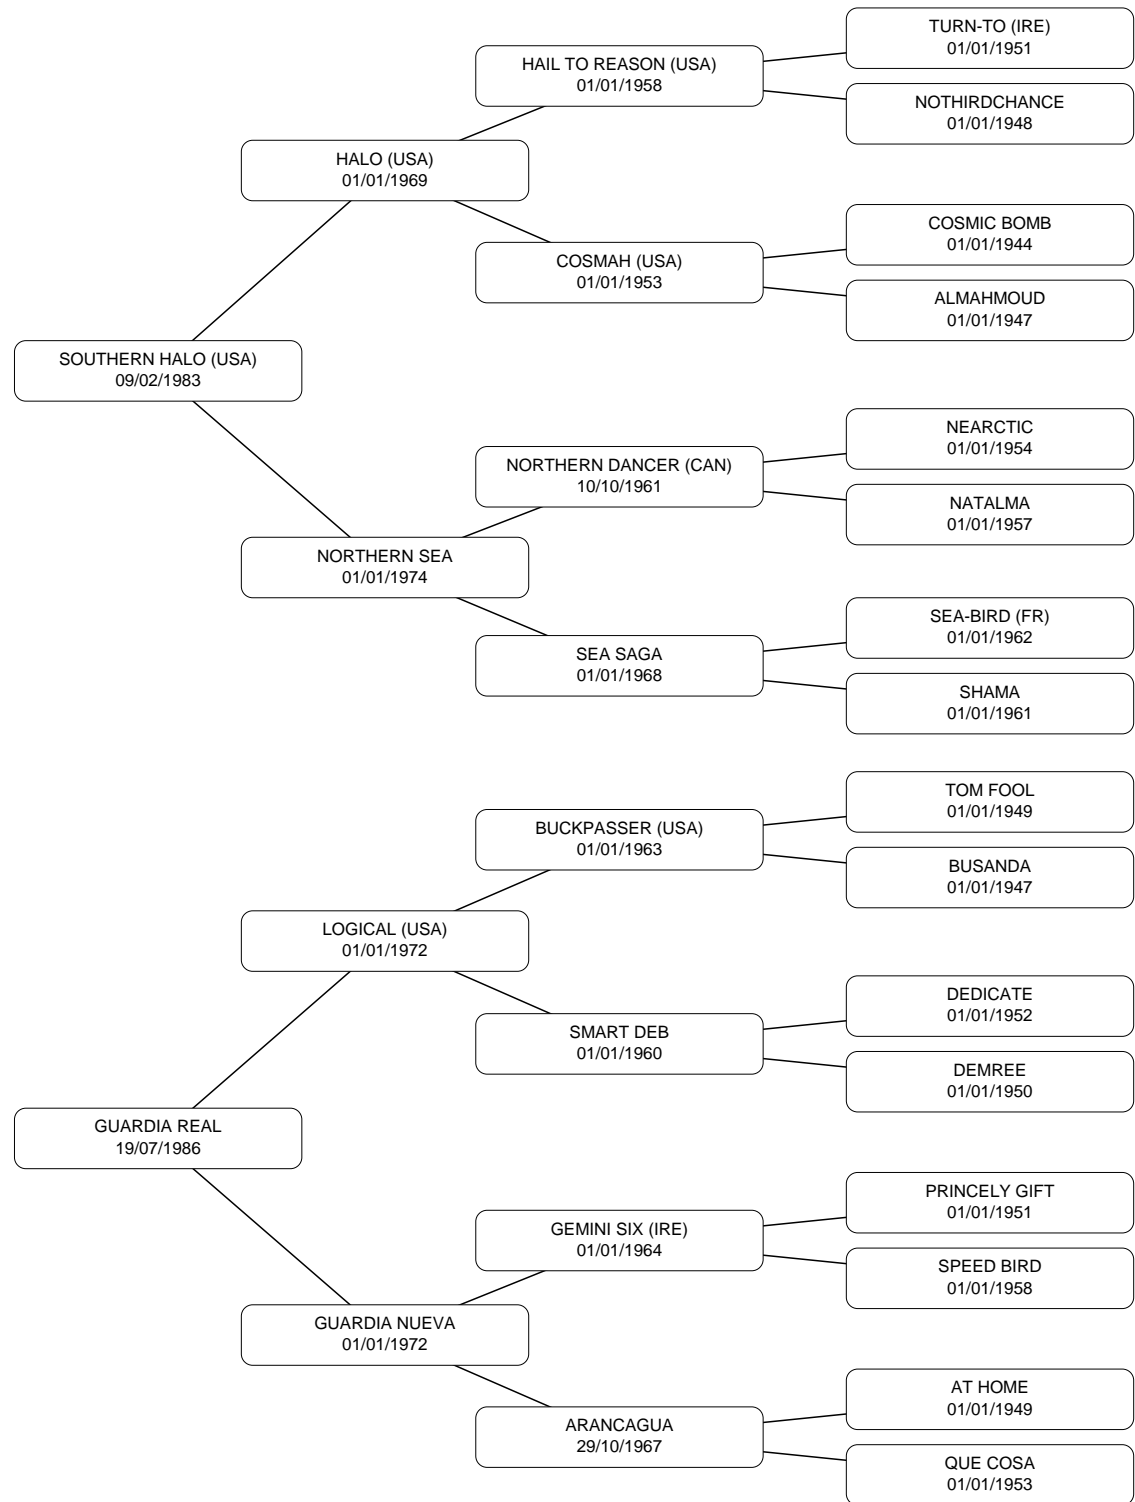 TURN-TO (IRE)
01/01/1951
HAIL TO REASON (USA)
01/01/1958
NOTHIRDCHANCE
01/01/1948
HALO (USA)
01/01/1969
COSMIC BOMB
01/01/1944
COSMAH (USA)
01/01/1953
ALMAHMOUD
01/01/1947
SOUTHERN HALO (USA)
09/02/1983
NEARCTIC
01/01/1954
NORTHERN DANCER (CAN)
10/10/1961
NATALMA
01/01/1957
NORTHERN SEA
01/01/1974
SEA-BIRD (FR)
01/01/1962
SEA SAGA
01/01/1968
SHAMA
01/01/1961
TOM FOOL
01/01/1949
BUCKPASSER (USA)
01/01/1963
BUSANDA
01/01/1947
LOGICAL (USA)
01/01/1972
DEDICATE
01/01/1952
SMART DEB
01/01/1960
DEMREE
01/01/1950
GUARDIA REAL
19/07/1986
PRINCELY GIFT
01/01/1951
GEMINI SIX (IRE)
01/01/1964
SPEED BIRD
01/01/1958
GUARDIA NUEVA
01/01/1972
AT HOME
01/01/1949
ARANCAGUA
29/10/1967
QUE COSA
01/01/1953